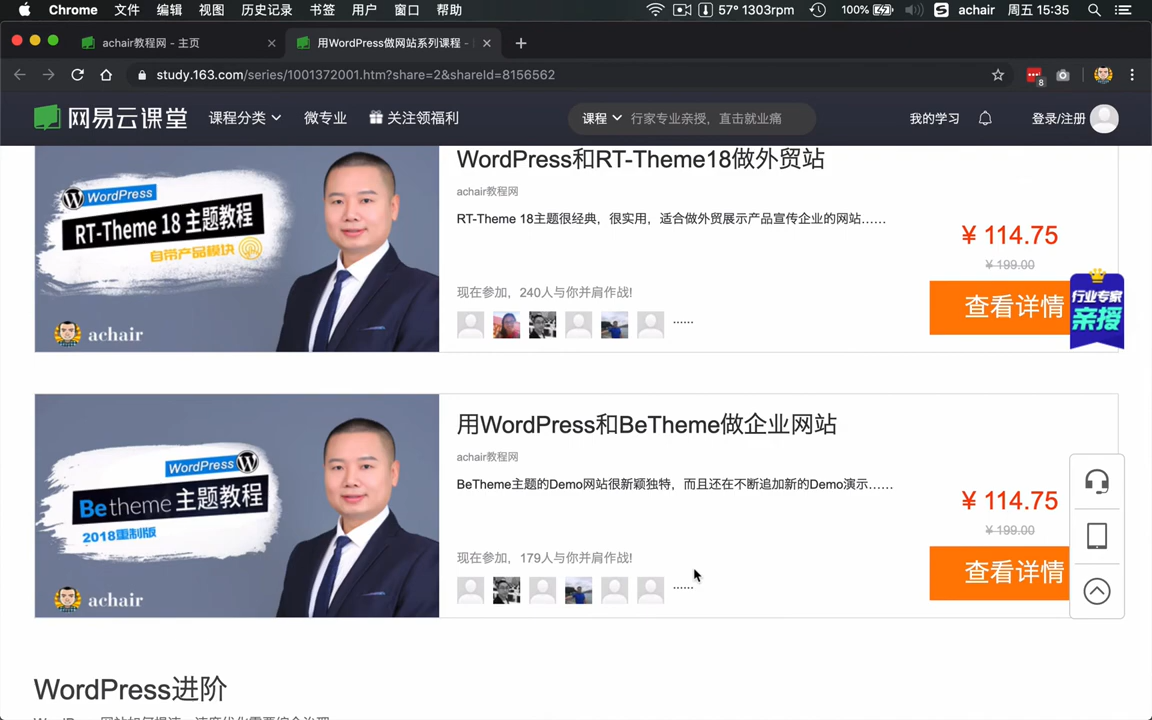 Chrome 文件 编辑 视图 历史记录 书签 用户 窗口 帮助 57° 1303rpm 100% achair 周五 15:35
achair教程网 - 主页
用WordPress做网站系列课程 -
study.163.com/series/1001372001.htm?share=2&shareId=8156562
8
网易云课堂 课程分类 微专业 关注领福利 课程 行家专业亲授，直击就业痛 我的学习 登录/注册
WordPress
RT-Theme 18 主题教程
自带产品模块
achair
WordPress和RT-Theme18做外贸站
achair教程网
RT-Theme 18主题很经典，很实用，适合做外贸展示产品宣传企业的网站……
现在参加，240人与你并肩作战!
……
¥ 114.75
¥ 199.00
查看详情
行业专家
亲授
WordPress
Betheme 主题教程
2018重制版
achair
用WordPress和BeTheme做企业网站
achair教程网
BeTheme主题的Demo网站很新颖独特，而且还在不断追加新的Demo演示……
现在参加，179人与你并肩作战!
……
¥ 114.75
¥ 199.00
查看详情
WordPress进阶